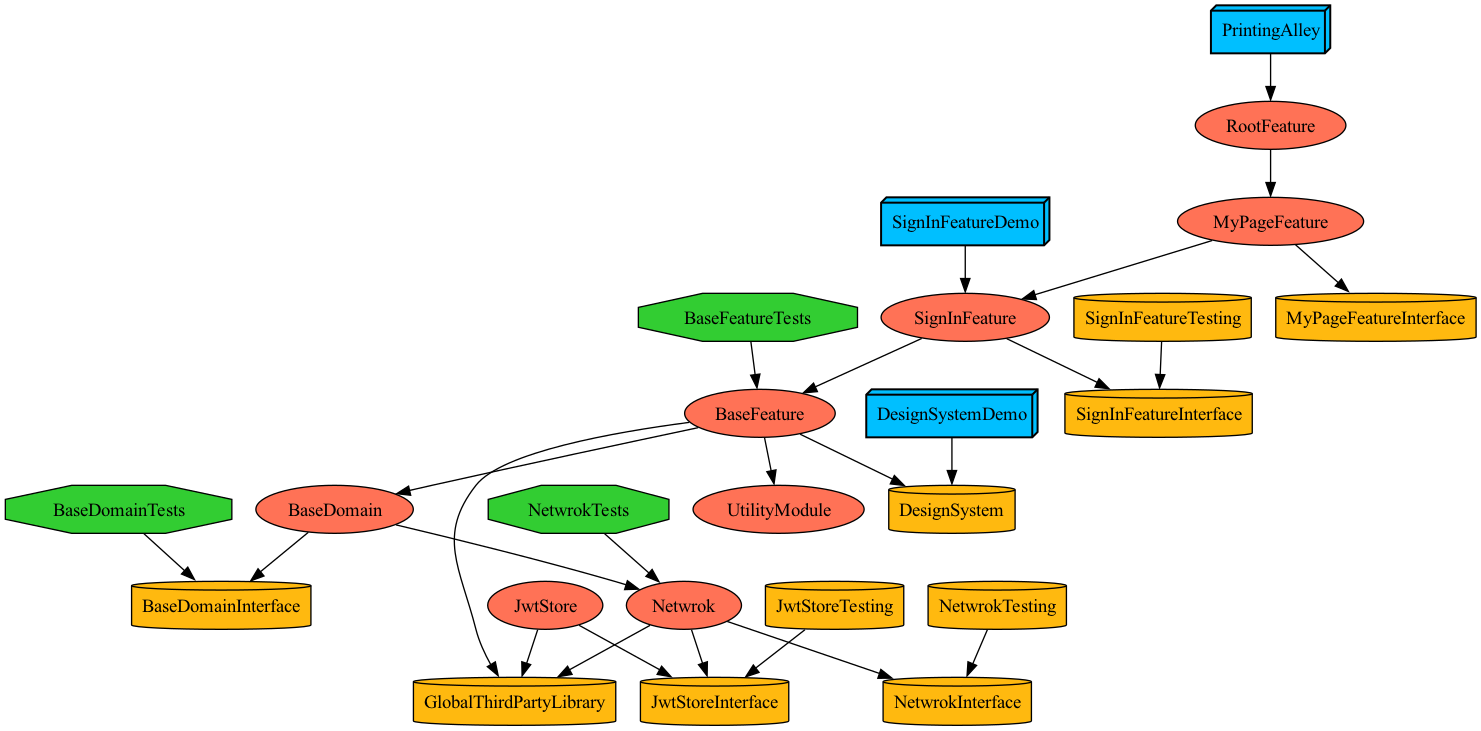 PrintingAlley
RootFeature
SignInFeatureDemo
MyPageFeature
BaseFeatureTests
SignInFeature
SignInFeatureTesting
MyPageFeatureInterface
BaseFeature
DesignSystemDemo
SignInFeatureInterface
BaseDomainTests
BaseDomain
NetwrokTests
UtilityModule
DesignSystem
BaseDomainInterface
JwtStore
Netwrok
JwtStoreTesting
NetwrokTesting
GlobalThirdPartyLibrary
JwtStoreInterface
NetwrokInterface